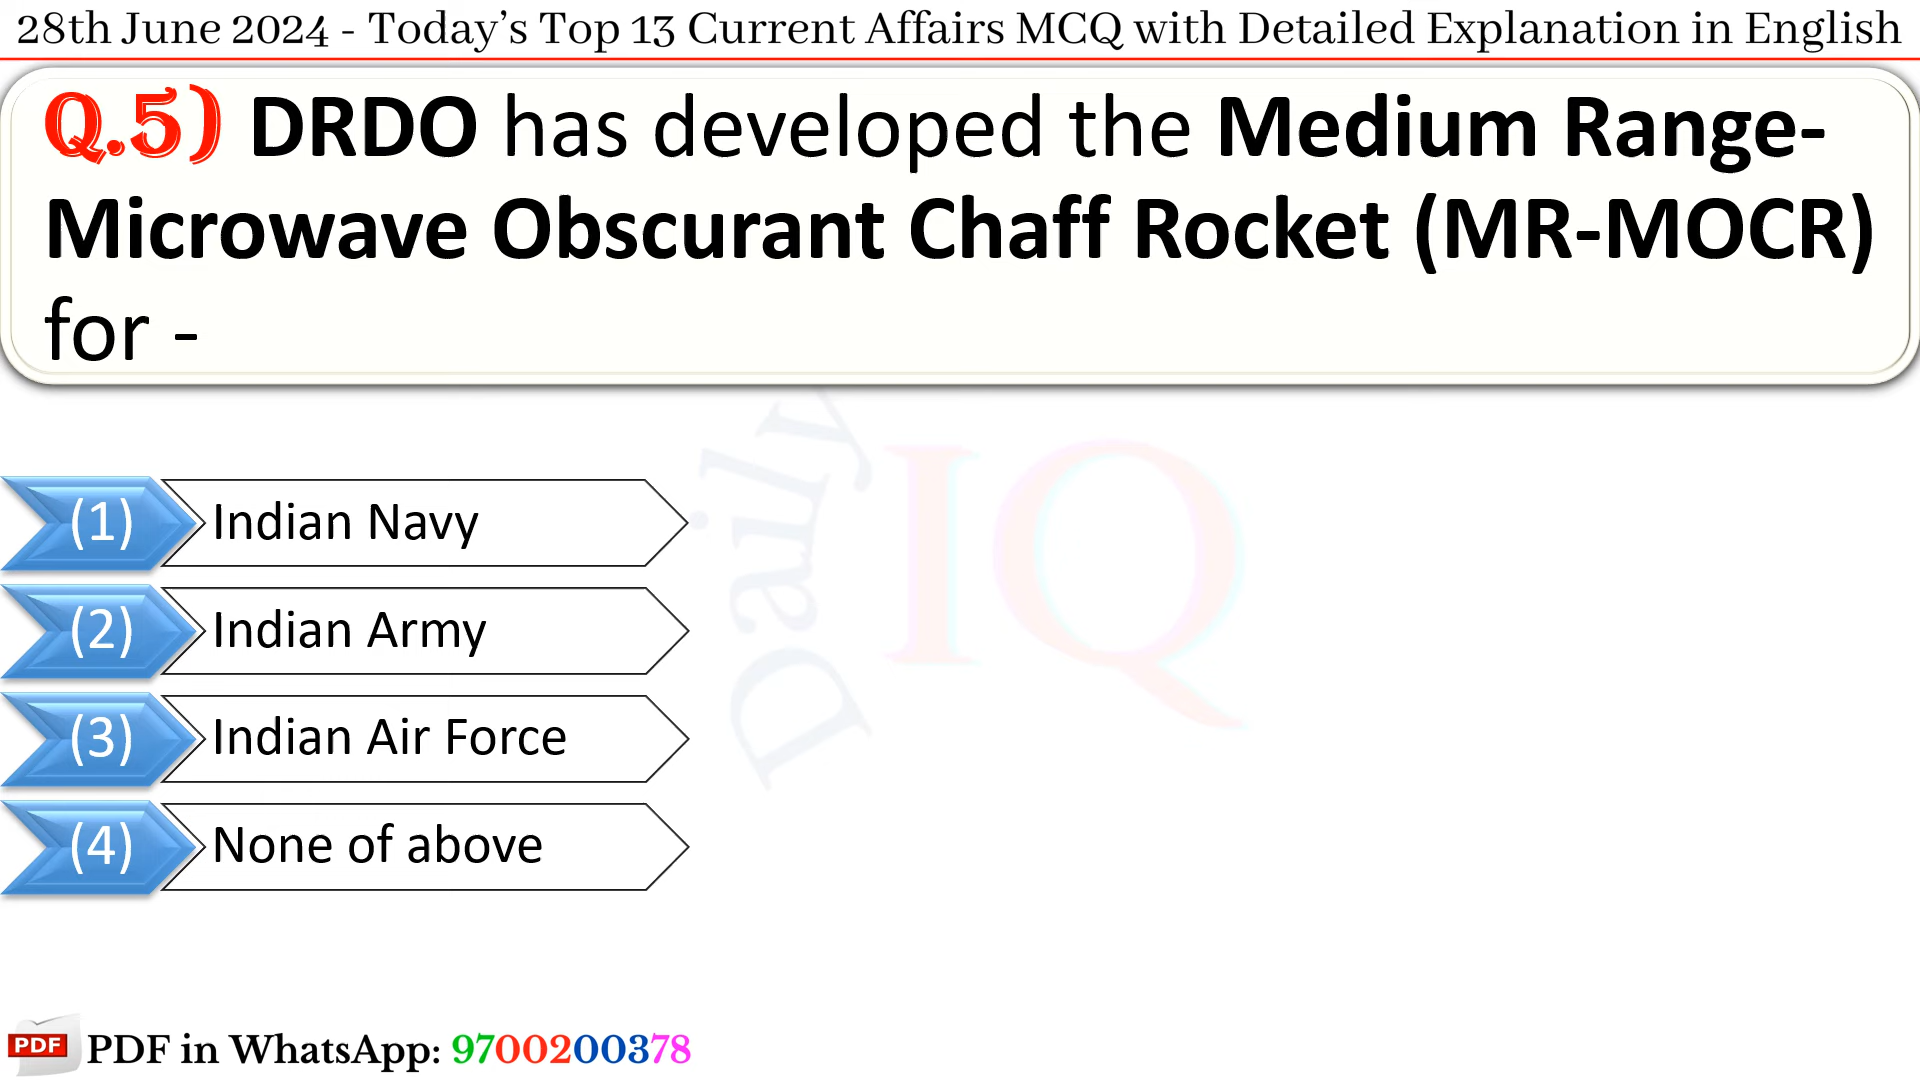 28th June 2024 - Today’s Top 13 Current Affairs MCQ with Detailed Explanation in English
Q.5) DRDO has developed the Medium Range-
Microwave Obscurant Chaff Rocket (MR-MOCR)
for -
(1) Indian Navy
(2) Indian Army
(3) Indian Air Force
(4) None of above
Daily IQ
PDF PDF in WhatsApp: 9700200378